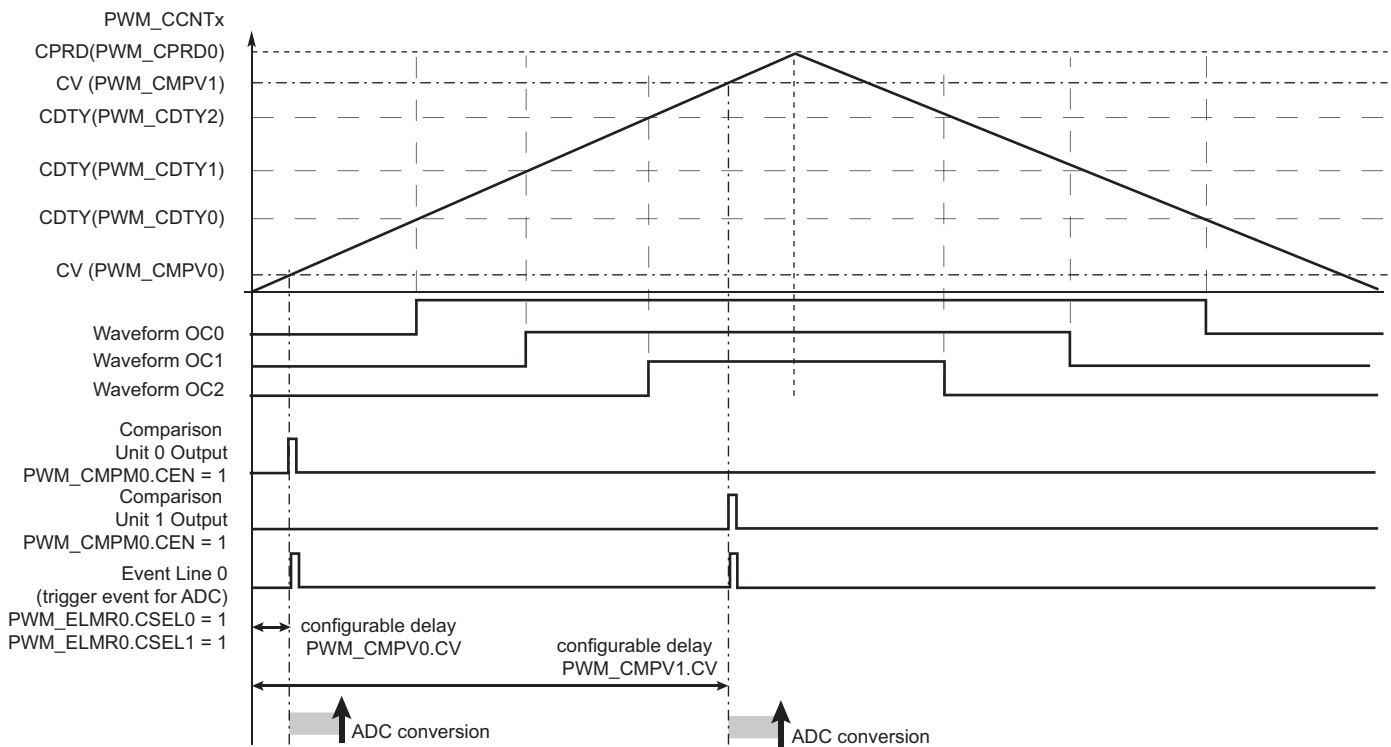 PWM_CCNTx
CPRD(PWM_CPRD0)
CV (PWM_CMPV1)
CDTY(PWM_CDTY2)
CDTY(PWM_CDTY1)
CDTY(PWM_CDTY0)
CV (PWM_CMPV0)
Waveform OC0
Waveform OC1
Waveform OC2
Comparison
Unit 0 Output
PWM_CMPM0.CEN = 1
Comparison
Unit 1 Output
PWM_CMPM0.CEN = 1
Event Line 0
(trigger event for ADC)
PWM_ELMR0.CSEL0 = 1
PWM_ELMR0.CSEL1 = 1
configurable delay
PWM_CMPV0.CV
configurable delay
PWM_CMPV1.CV
ADC conversion
ADC conversion